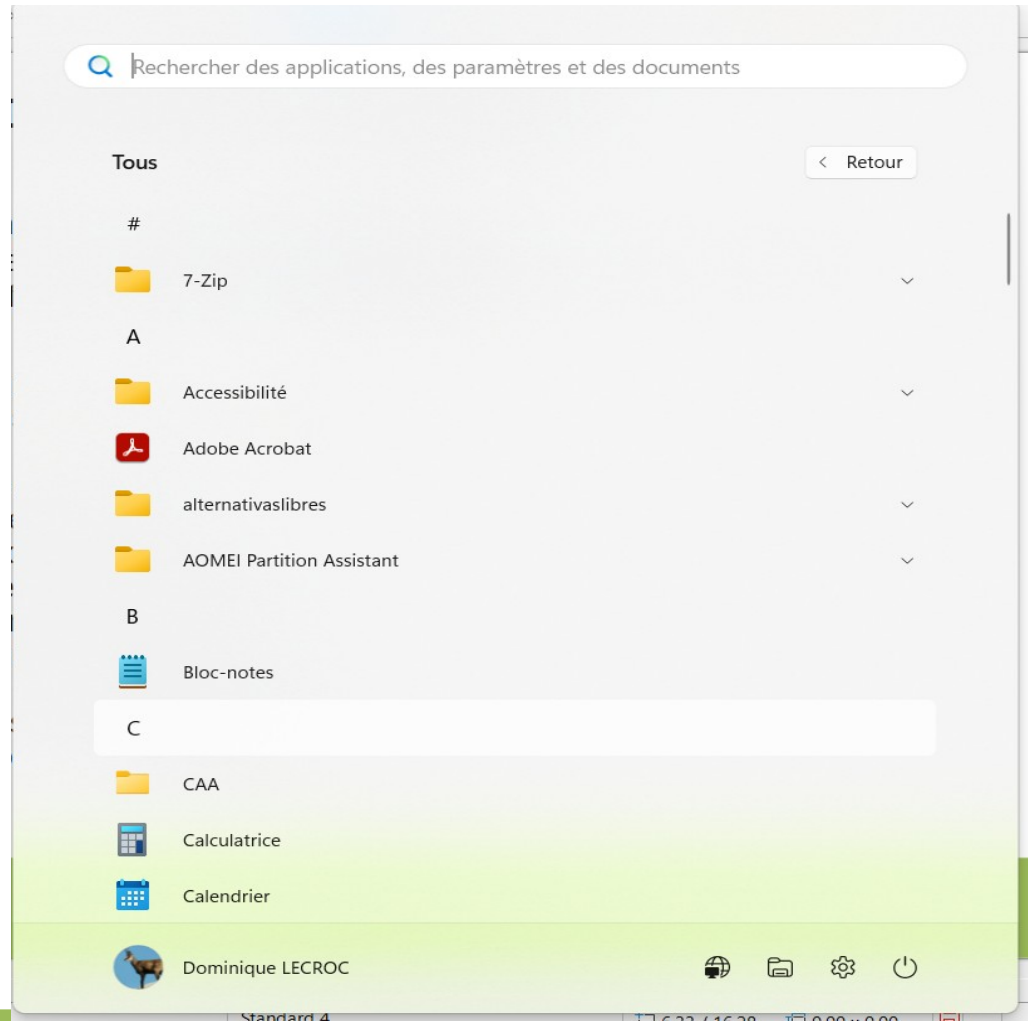 Rechercher des applications, des paramètres et des documents
Tous
Retour
#
7-Zip
A
Accessibilité
Adobe Acrobat
alternativaslibres
AOMEI Partition Assistant
B
Bloc-notes
C
CAA
Calculatrice
Calendrier
Dominique LECROC
Standard 4